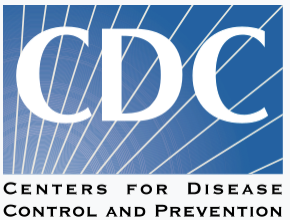 CDC
CENTERS FOR DISEASE
CONTROL AND PREVENTION